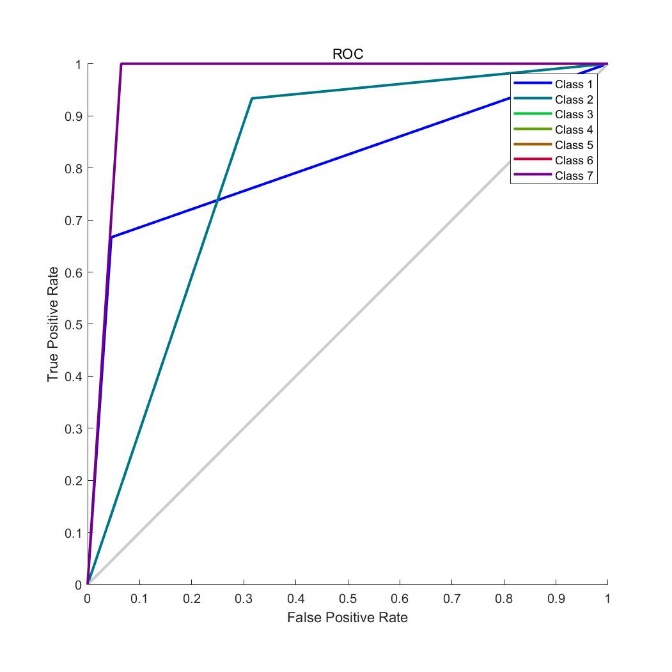 ROC
1
0.9
0.8
0.7
0.6
0.5
0.4
0.3
0.2
0.1
0
True Positive Rate
Class 1
Class 2
Class 3
Class 4
Class 5
Class 6
Class 7
0 0.1 0.2 0.3 0.4 0.5 0.6 0.7 0.8 0.9 1
False Positive Rate